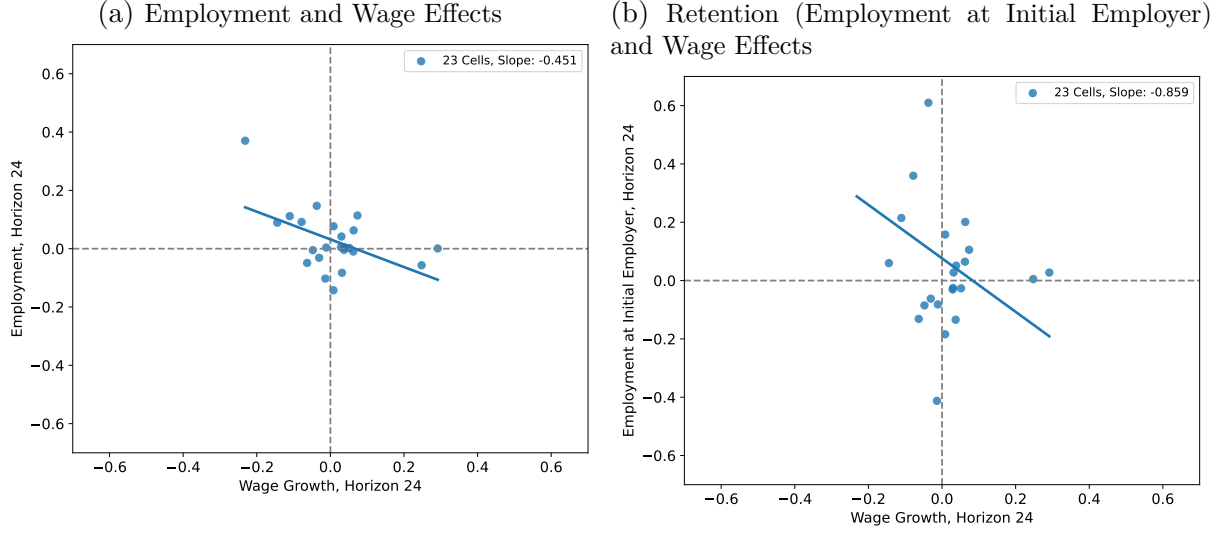 (a) Employment and Wage Effects
23 Cells, Slope: -0.451
0.6
0.4
0.2
0.0
−0.2
−0.4
−0.6
Employment, Horizon 24
−0.6 −0.4 −0.2 0.0 0.2 0.4 0.6
Wage Growth, Horizon 24
(b) Retention (Employment at Initial Employer)
and Wage Effects
23 Cells, Slope: -0.859
0.6
0.4
0.2
0.0
−0.2
−0.4
−0.6
Employment at Initial Employer, Horizon 24
−0.6 −0.4 −0.2 0.0 0.2 0.4 0.6
Wage Growth, Horizon 24